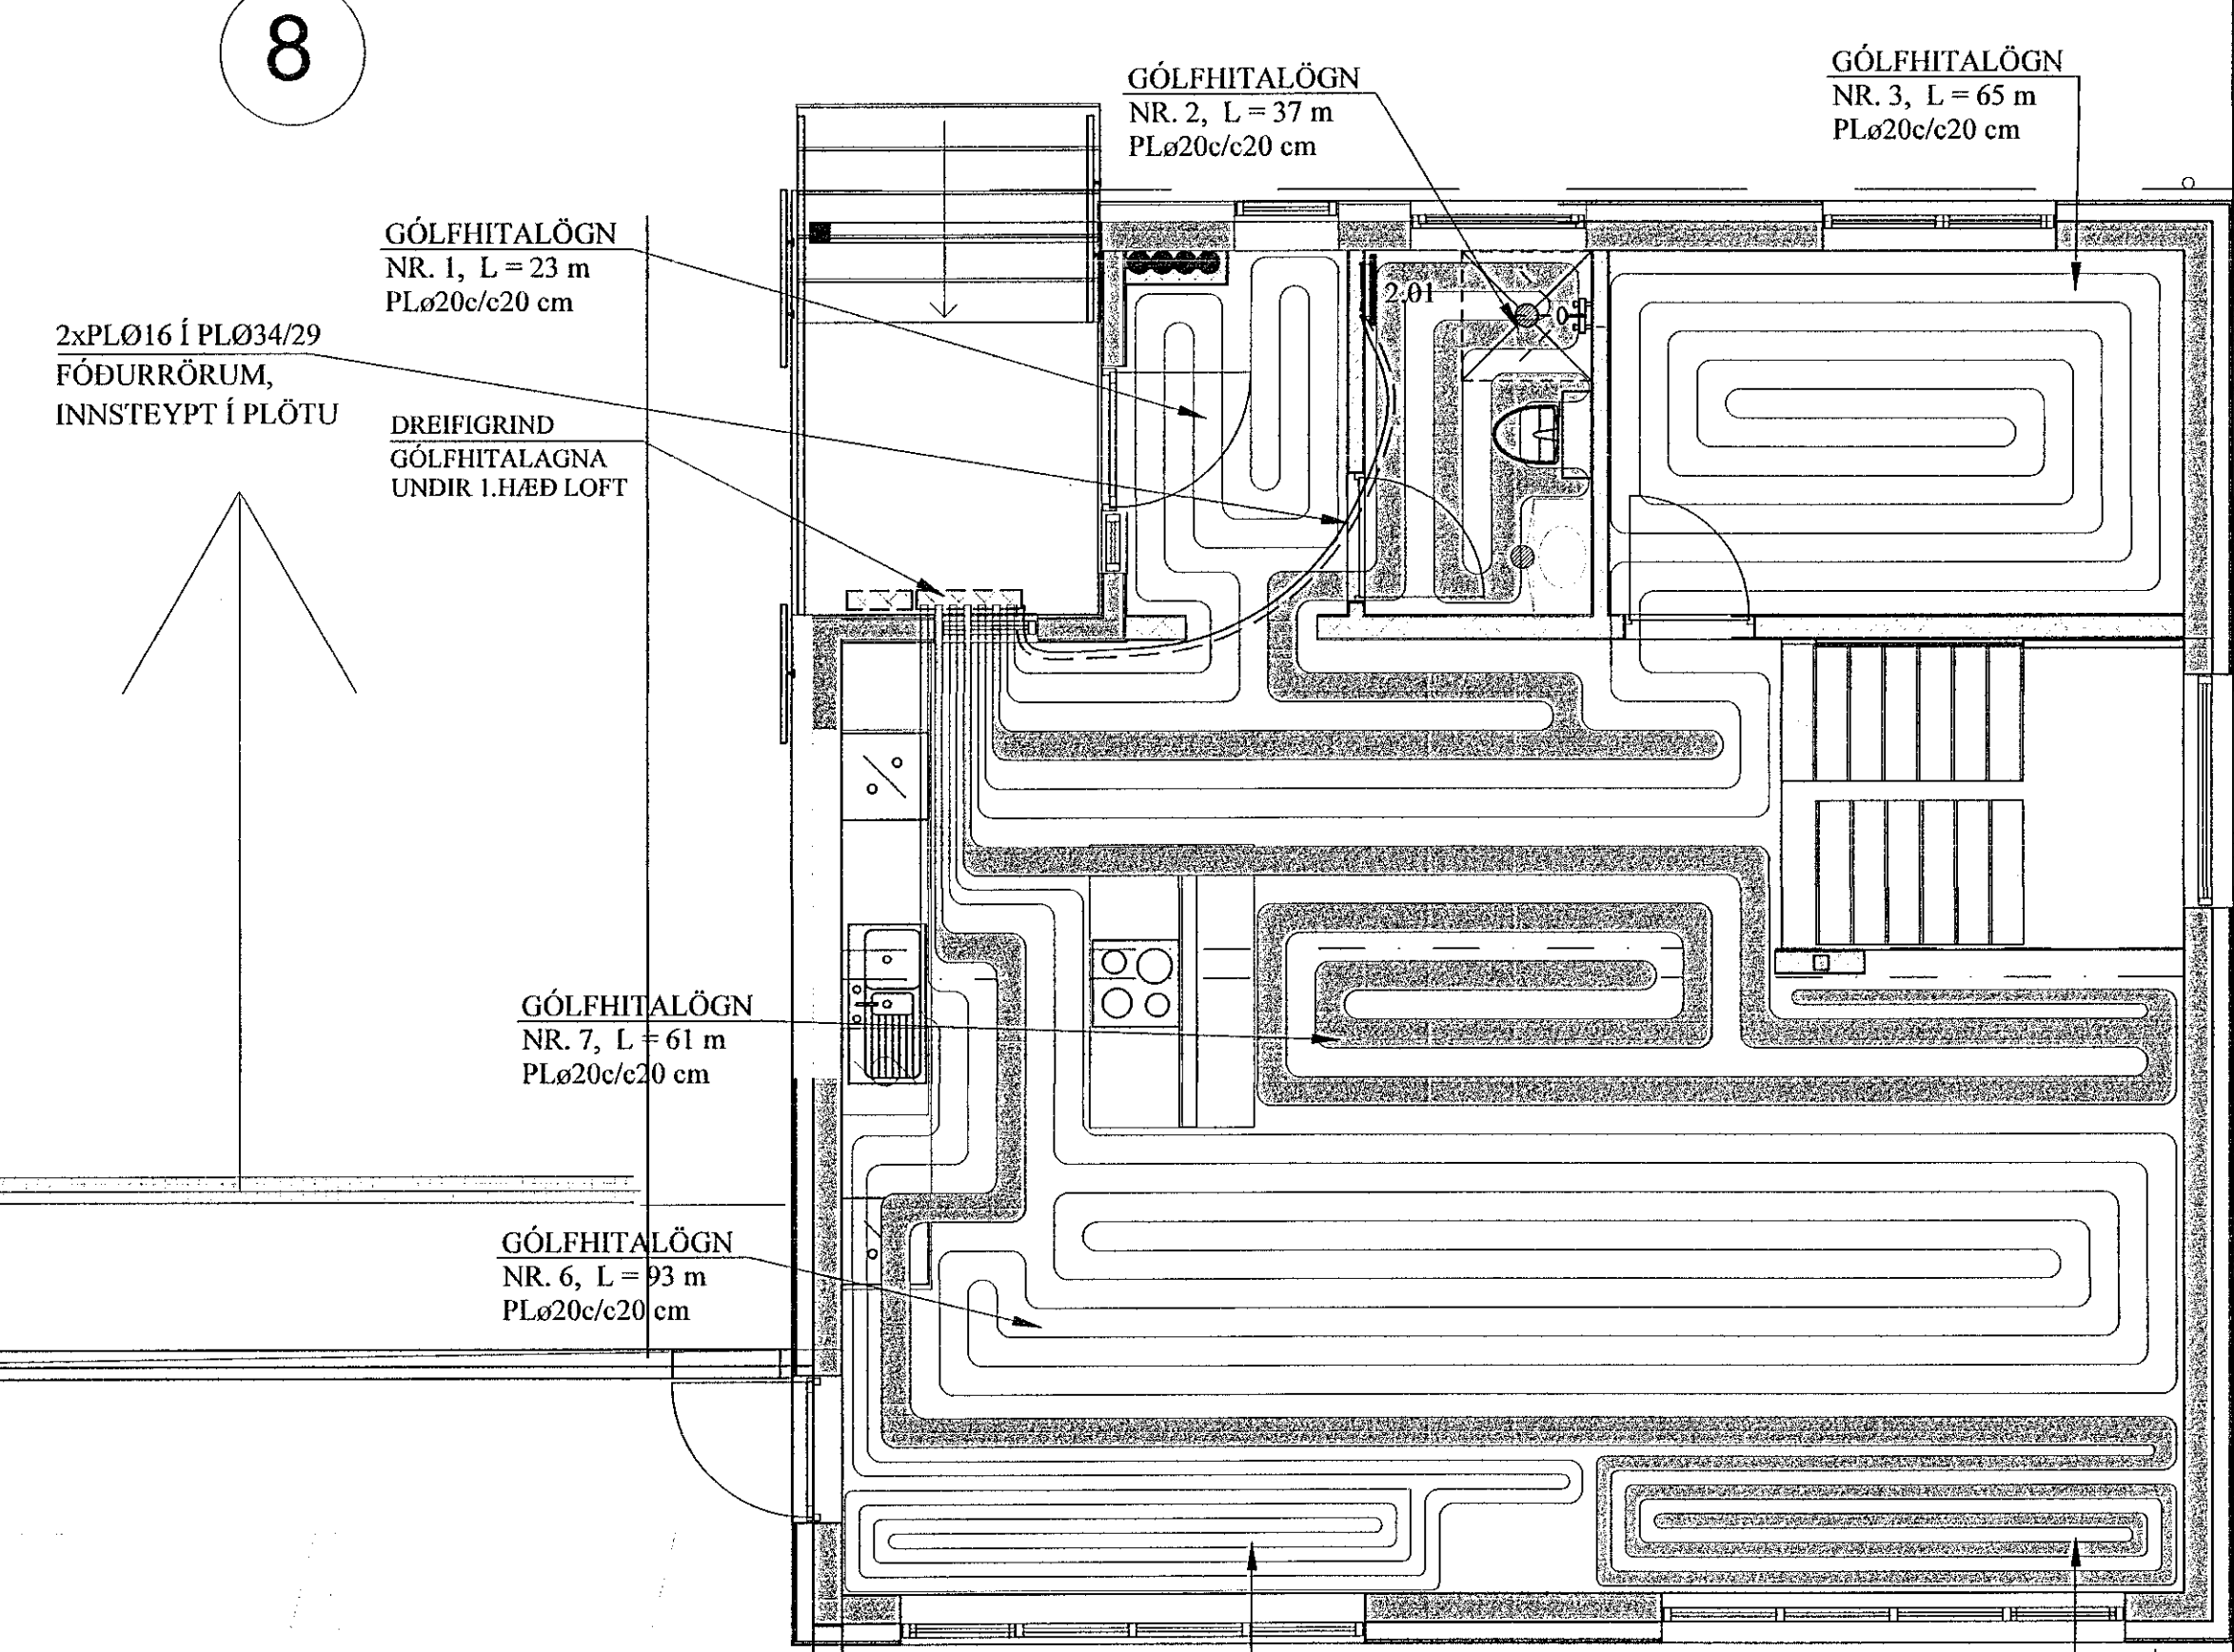 8
GÓLFHITALÖGN
NR. 2, L = 37 m
PLø20c/c20 cm
GÓLFHITALÖGN
NR. 3, L = 65 m
PLø20c/c20 cm
GÓLFHITALÖGN
NR. 1, L = 23 m
PLø20c/c20 cm
2xPLØ16 Í PLØ34/29
FÓÐURRÖRUM,
INNSTEYPT Í PLÖTU
DREIFIGRIND
GÓLFHITALAGNA
UNDIR 1.HÆÐ LOFT
2.01
GÓLFHITALÖGN
NR. 7, L = 61 m
PLø20c/c20 cm
GÓLFHITALÖGN
NR. 6, L = 93 m
PLø20c/c20 cm